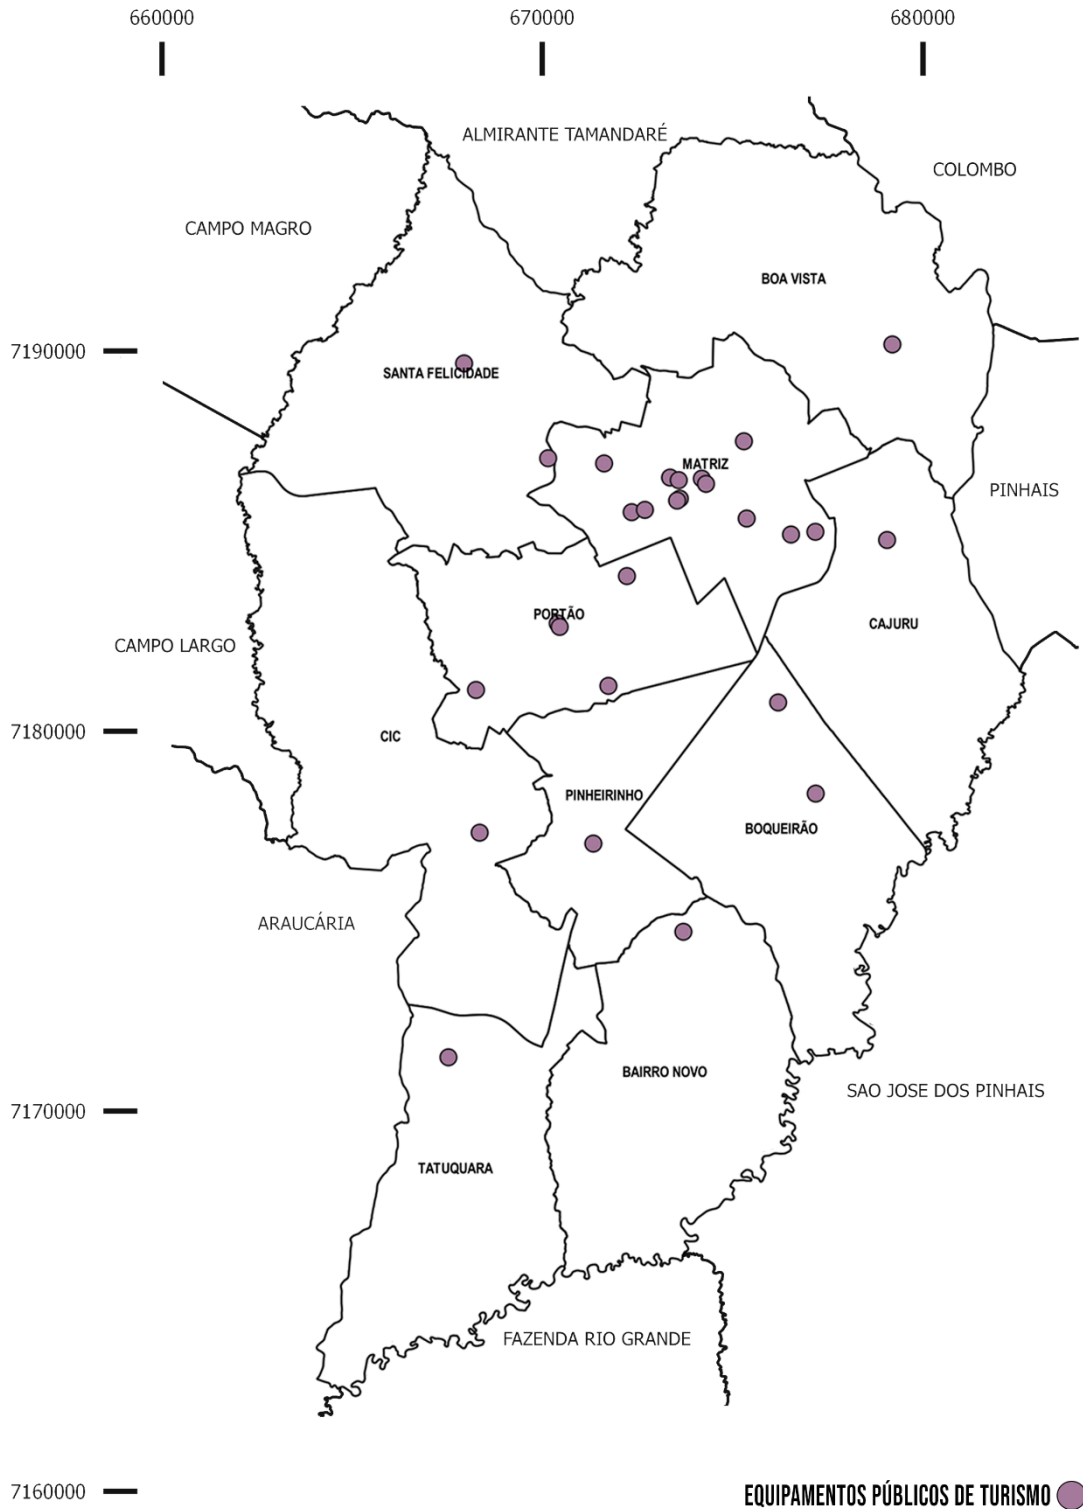 660000
670000
680000
ALMIRANTE TAMANDARÉ
COLOMBO
CAMPO MAGRO
BOA VISTA
7190000
SANTA FELICIDADE
MATRIZ
PINHAIS
PORTÃO
CAJURU
CAMPO LARGO
7180000
CIC
PINHEIRINHO
BOQUEIRÃO
ARAUCÁRIA
BAIRRO NOVO
SAO JOSE DOS PINHAIS
7170000
TATUQUARA
FAZENDA RIO GRANDE
7160000
EQUIPAMENTOS PÚBLICOS DE TURISMO